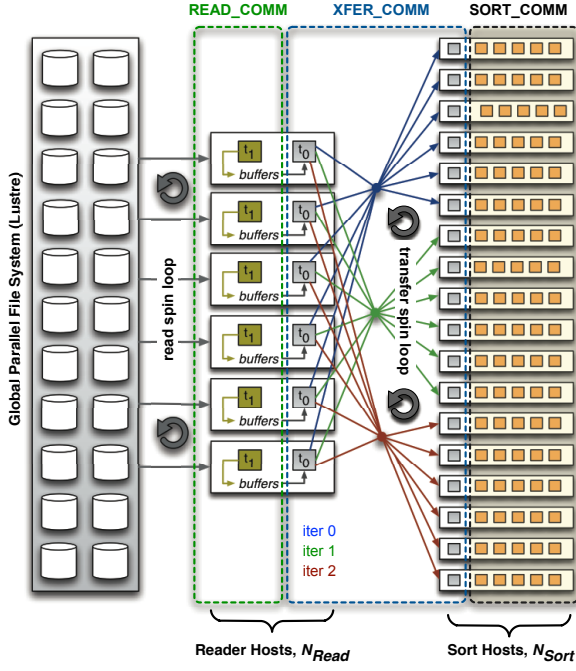 READ_COMM
XFER_COMM
SORT_COMM
Global Parallel File System (Lustre)
read spin loop
t1
t0
buffers
t1
t0
buffers
t1
t0
buffers
t1
t0
buffers
t1
t0
buffers
t1
t0
buffers
transfer spin loop
iter 0
iter 1
iter 2
Reader Hosts, NRead
Sort Hosts, NSort